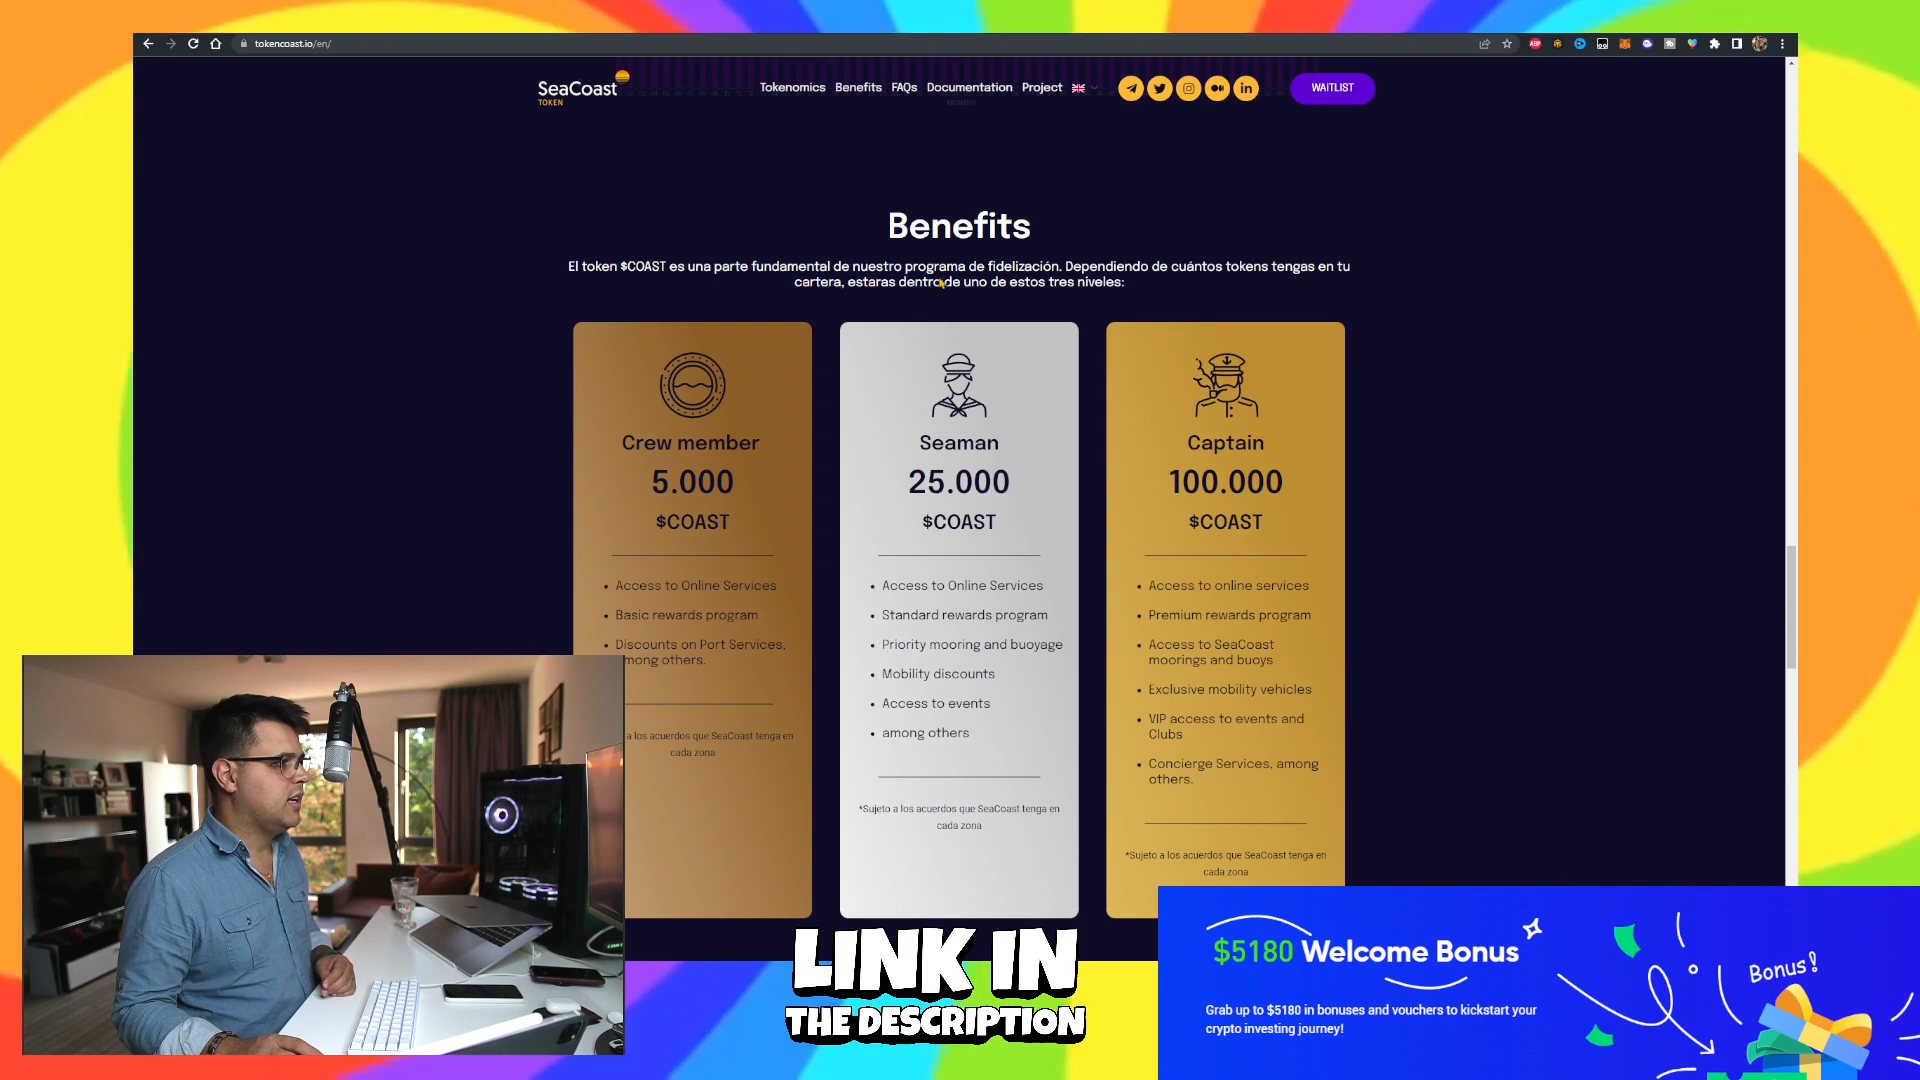 tokencoast.io/en/
SeaCoast
TOKEN
Tokenomics
Benefits
FAQs
Documentation
Project
WAITLIST
Benefits
El token $COAST es una parte fundamental de nuestro programa de fidelización. Dependiendo de cuántos tokens tengas en tu
cartera, estaras dentro de uno de estos tres niveles:
Crew member
5.000
$COAST
• Access to Online Services
• Basic rewards program
• Discounts on Port Services,
mong others.
a los acuerdos que SeaCoast tenga en
cada zona
Seaman
25.000
$COAST
• Access to Online Services
• Standard rewards program
• Priority mooring and buoyage
• Mobility discounts
• Access to events
• among others
*Sujeto a los acuerdos que SeaCoast tenga en
cada zona
Captain
100.000
$COAST
• Access to online services
• Premium rewards program
• Access to SeaCoast
moorings and buoys
• Exclusive mobility vehicles
• VIP access to events and
Clubs
• Concierge Services, among
others.
*Sujeto a los acuerdos que SeaCoast tenga en
cada zona
LINK IN
THE DESCRIPTION
$5180 Welcome Bonus
Grab up to $5180 in bonuses and vouchers to kickstart your
crypto investing journey!
Bonus!